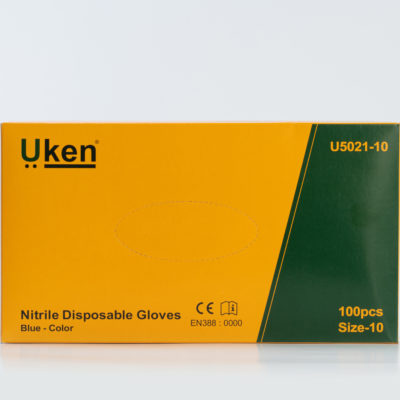 Uken®
U5021-10
Nitrile Disposable Gloves
Blue - Color
CE
EN388 : 0000
100pcs
Size-10